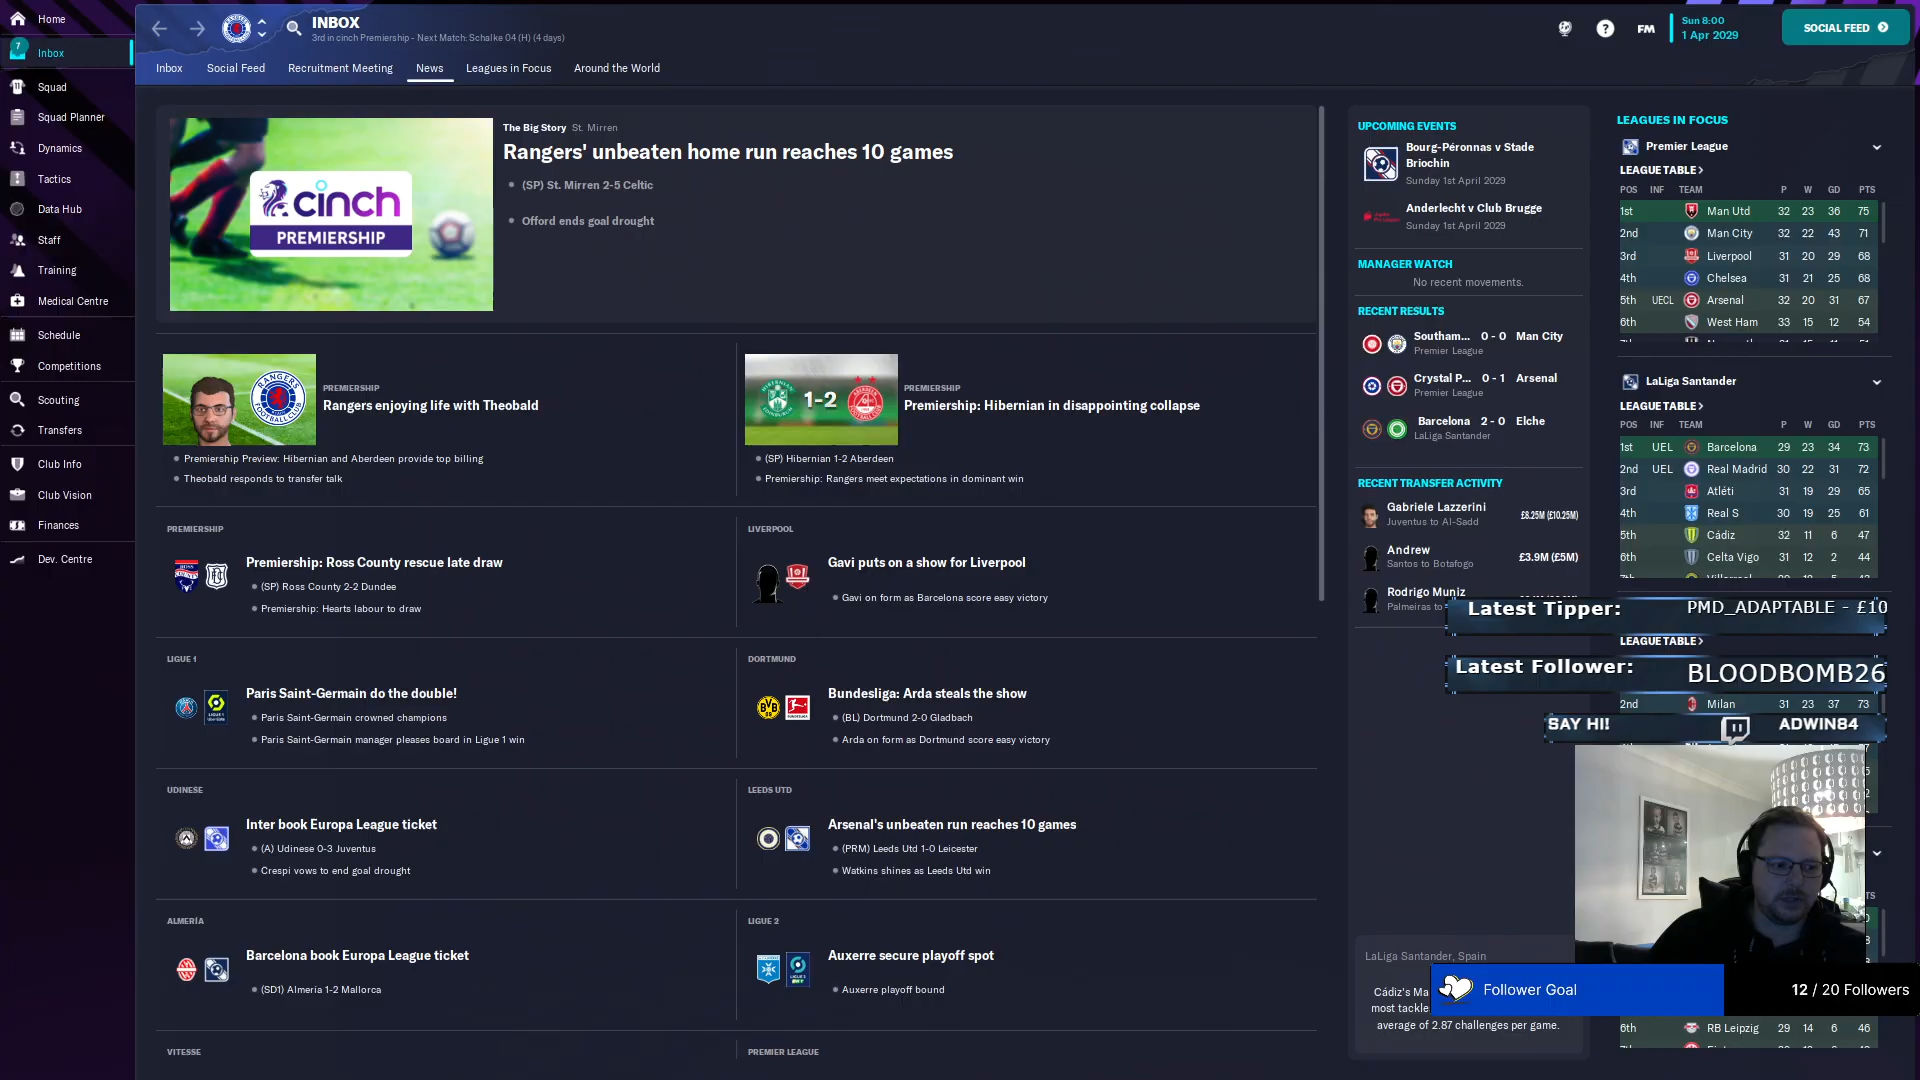 Home
7
Inbox
Squad
Squad Planner
Dynamics
Tactics
Data Hub
Staff
Training
Medical Centre
Schedule
Competitions
Scouting
Transfers
Club Info
Club Vision
Finances
Dev. Centre
INBOX
3rd in cinch Premiership - Next Match: Schalke 04 (H) (4 days)
FM
Sun 8:00
1 Apr 2029
SOCIAL FEED
Inbox Social Feed Recruitment Meeting News Leagues in Focus Around the World
cinch
PREMIERSHIP
The Big Story St. Mirren
Rangers' unbeaten home run reaches 10 games
(SP) St. Mirren 2-5 Celtic
Offord ends goal drought
PREMIERSHIP
Rangers enjoying life with Theobald
Premiership Preview: Hibernian and Aberdeen provide top billing
Theobald responds to transfer talk
1-2
PREMIERSHIP
Premiership: Hibernian in disappointing collapse
(SP) Hibernian 1-2 Aberdeen
Premiership: Rangers meet expectations in dominant win
PREMIERSHIP
Premiership: Ross County rescue late draw
(SP) Ross County 2-2 Dundee
Premiership: Hearts labour to draw
LIVERPOOL
Gavi puts on a show for Liverpool
Gavi on form as Barcelona score easy victory
LIGUE 1
Paris Saint-Germain do the double!
Paris Saint-Germain crowned champions
Paris Saint-Germain manager pleases board in Ligue 1 win
DORTMUND
Bundesliga: Arda steals the show
(BL) Dortmund 2-0 Gladbach
Arda on form as Dortmund score easy victory
UDINESE
Inter book Europa League ticket
(A) Udinese 0-3 Juventus
Crespi vows to end goal drought
LEEDS UTD
Arsenal's unbeaten run reaches 10 games
(PRM) Leeds Utd 1-0 Leicester
Watkins shines as Leeds Utd win
ALMERÍA
Barcelona book Europa League ticket
(SD1) Almeria 1-2 Mallorca
LIGUE 2
Auxerre secure playoff spot
Auxerre playoff bound
VITESSE
PREMIER LEAGUE
UPCOMING EVENTS
Bourg-Péronnas v Stade
Briochin
Sunday 1st April 2029
Anderlecht v Club Brugge
Sunday 1st April 2029
MANAGER WATCH
No recent movements.
RECENT RESULTS
Southam... 0 - 0 Man City
Premier League
Crystal P... 0 - 1 Arsenal
Premier League
Barcelona 2 - 0 Elche
LaLiga Santander
RECENT TRANSFER ACTIVITY
Gabriele Lazzerini £8.25M (£10.25M)
Juventus to Al-Sadd
Andrew £3.9M (£5M)
Santos to Botafogo
Rodrigo Muniz
Palmeiras to
LaLiga Santander, Spain
Cádiz's Ma
most tackle
average of 2.87 challenges per game.
LEAGUES IN FOCUS
Premier League
LEAGUE TABLE >
POS INF TEAM P W GD PTS
1st Man Utd 32 23 36 75
2nd Man City 32 22 43 71
3rd Liverpool 31 20 29 68
4th Chelsea 31 21 25 68
5th UECL Arsenal 32 20 31 67
6th West Ham 33 15 12 54
LaLiga Santander
LEAGUE TABLE >
POS INF TEAM P W GD PTS
1st UEL Barcelona 29 23 34 73
2nd UEL Real Madrid 30 22 31 72
3rd Atléti 31 19 29 65
4th Real S 30 19 25 61
5th Cádiz 32 11 6 47
6th Celta Vigo 31 12 2 44
Latest Tipper: PMD_ADAPTABLE - £10
LEAGUE TABLE >
Latest Follower: BLOODBOMB26
2nd Milan 31 23 37 73
SAY HI! ADWIN84
Follower Goal 12 / 20 Followers
6th RB Leipzig 29 14 6 46